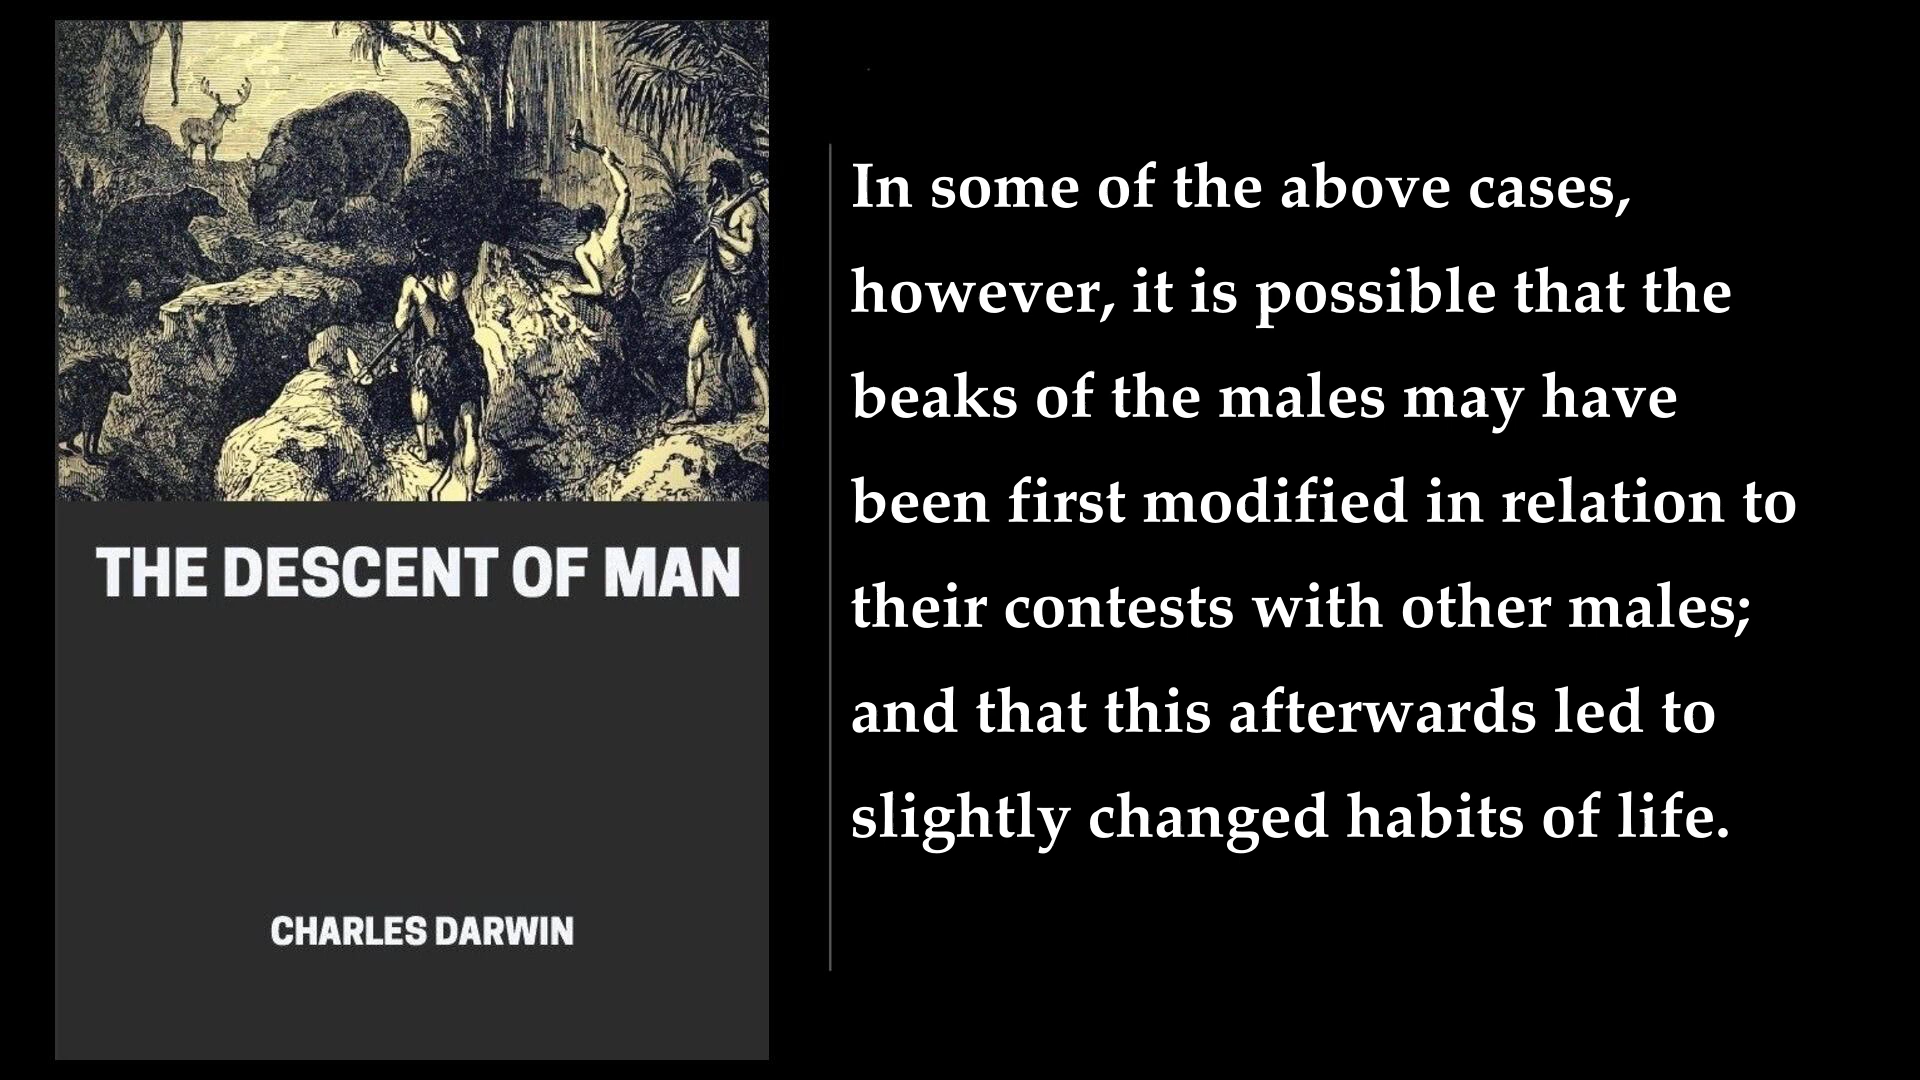 THE DESCENT OF MAN
CHARLES DARWIN
In some of the above cases,
however, it is possible that the
beaks of the males may have
been first modified in relation to
their contests with other males;
and that this afterwards led to
slightly changed habits of life.